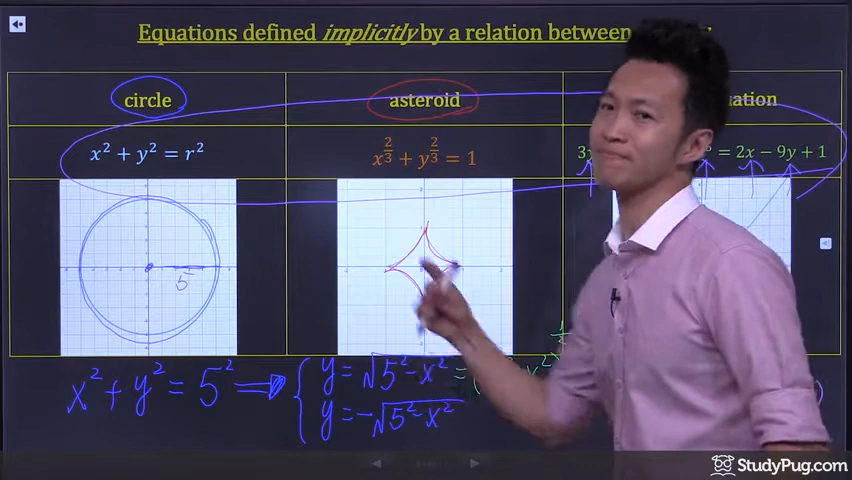 Equations defined implicitly by a relation between
circle
asteroid
x² + y² = r²
x^(2/3) + y^(2/3) = 1
= 2x − 9y + 1
5
x² + y² = 5² ⟹ { y = √(5² − x²) =
y = −√(5² − x²)
StudyPug.com